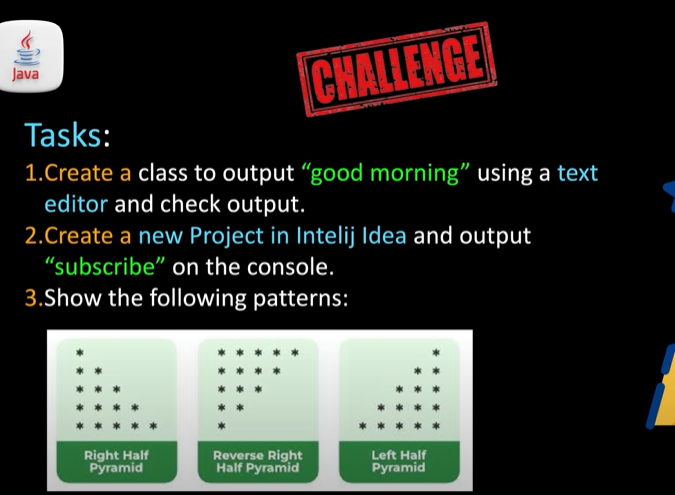 Java
CHALLENGE
Tasks:
1.Create a class to output “good morning” using a text
editor and check output.
2.Create a new Project in Intelij Idea and output
“subscribe” on the console.
3.Show the following patterns:
*
* *
* * *
* * * *
* * * * *
Right Half
Pyramid
* * * * *
* * * *
* * *
* *
*
Reverse Right
Half Pyramid
*
* *
* * *
* * * *
* * * * *
Left Half
Pyramid